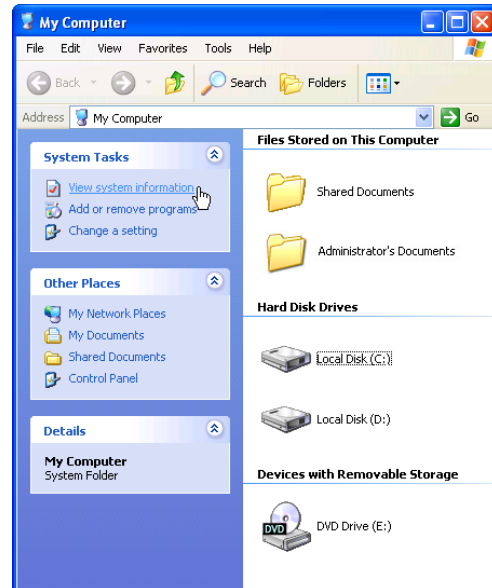 My Computer
File Edit View Favorites Tools Help
Back Search Folders
Address My Computer Go
System Tasks
View system information
Add or remove programs
Change a setting
Other Places
My Network Places
My Documents
Shared Documents
Control Panel
Details
My Computer
System Folder
Files Stored on This Computer
Shared Documents
Administrator's Documents
Hard Disk Drives
Local Disk (C:)
Local Disk (D:)
Devices with Removable Storage
DVD
DVD Drive (E:)